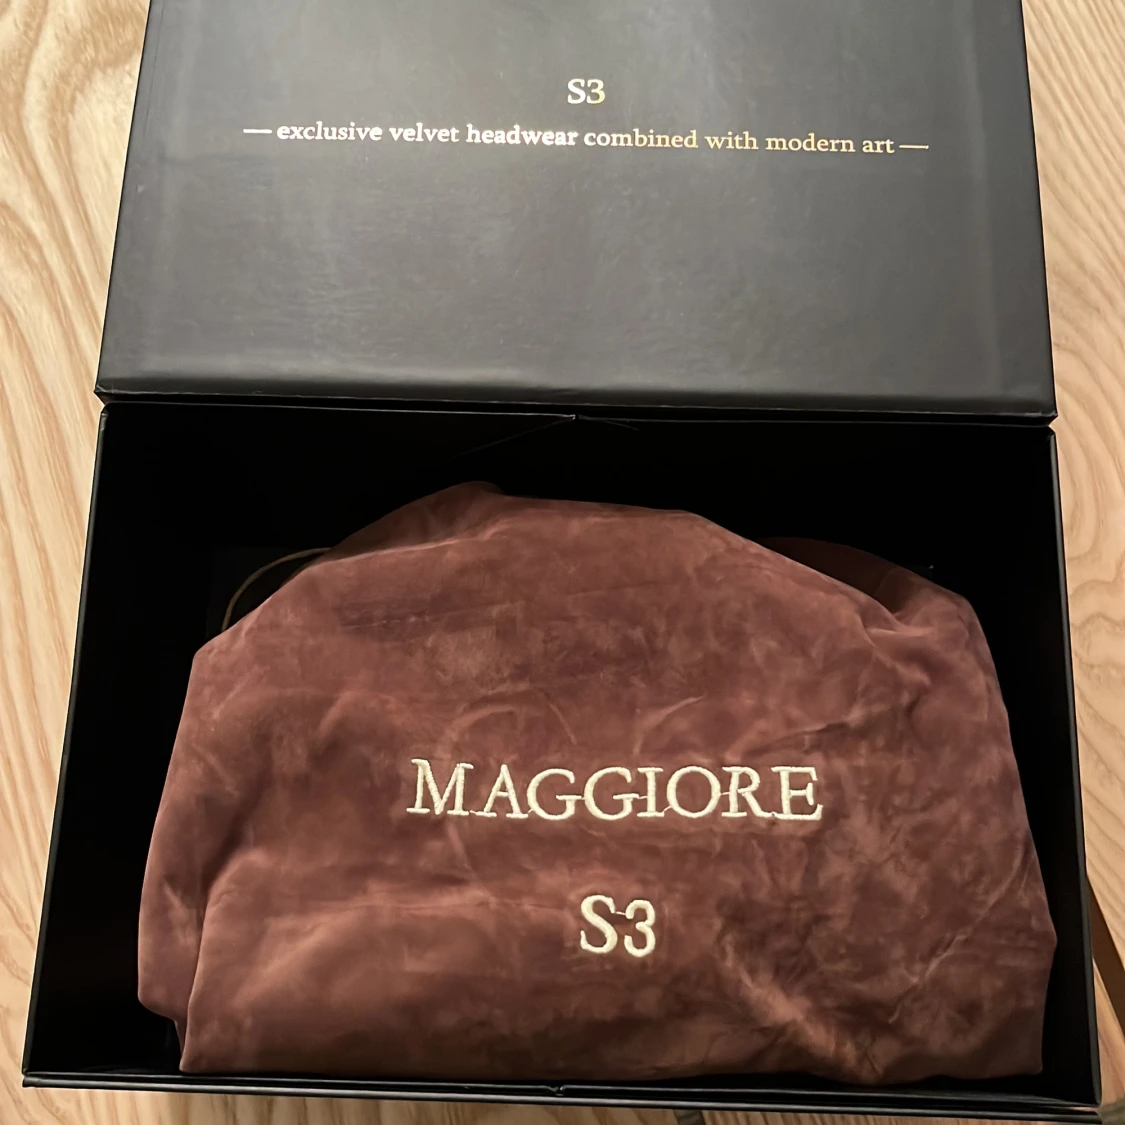 S3
— exclusive velvet headwear combined with modern art —
MAGGIORE
S3